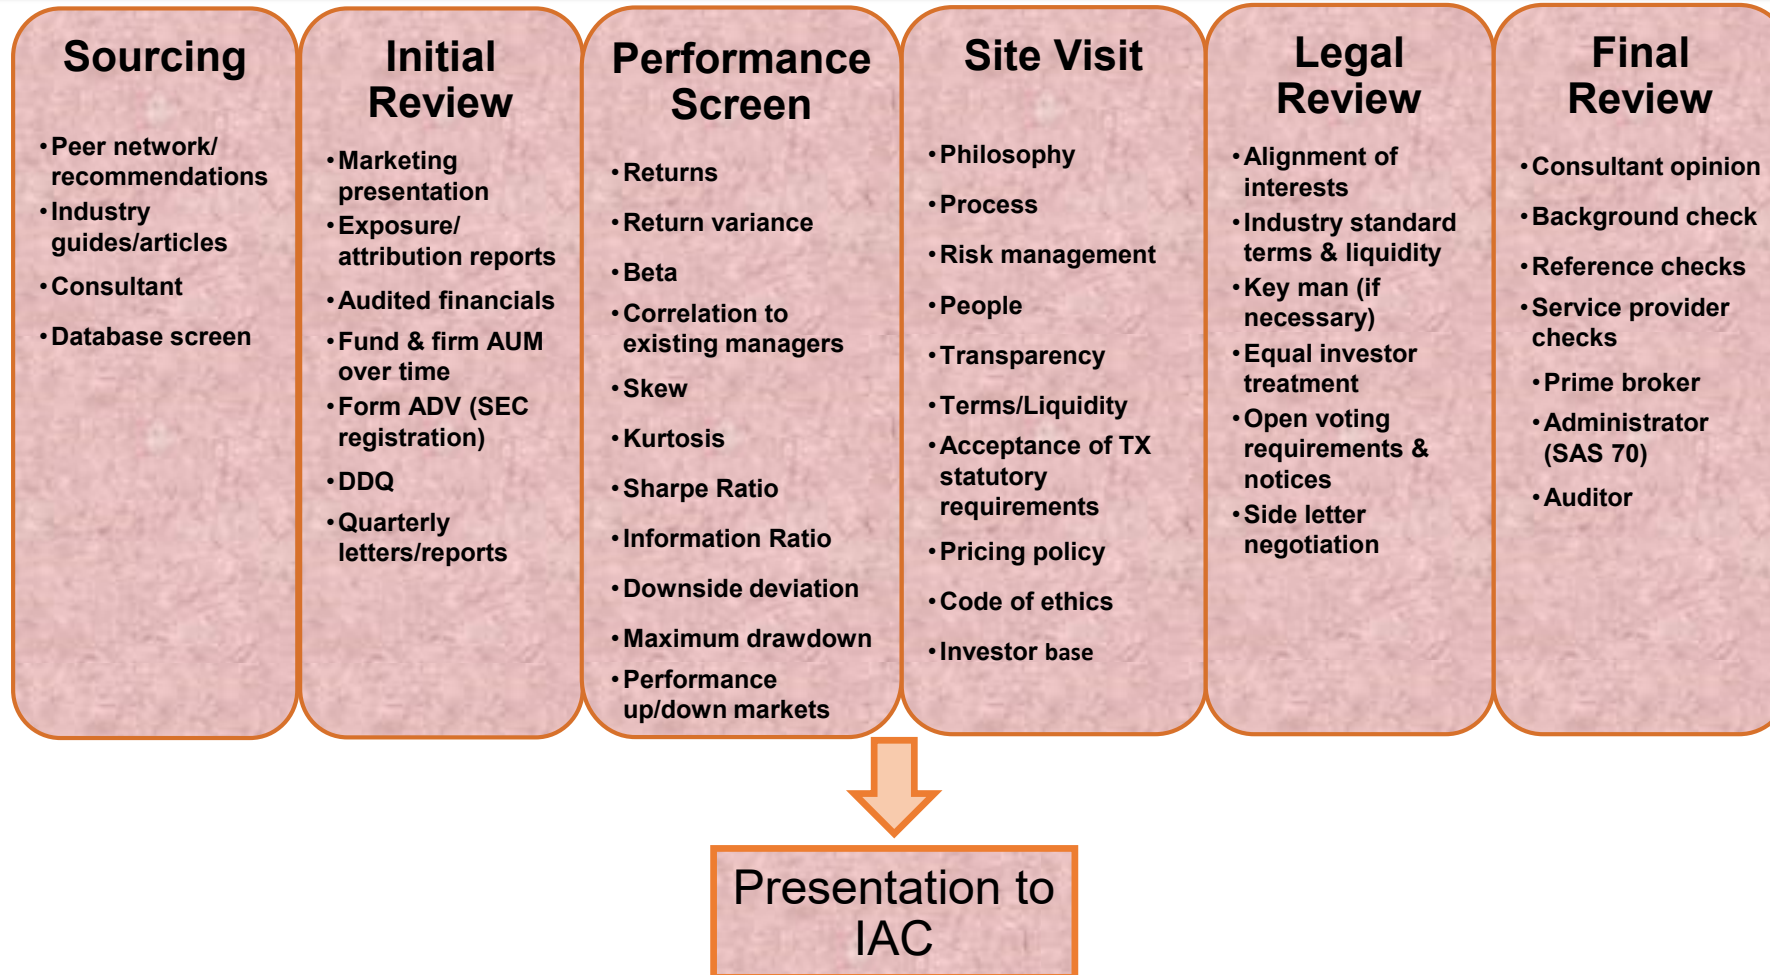 Sourcing
• Peer network/
recommendations
• Industry
guides/articles
• Consultant
• Database screen
Initial
Review
• Marketing
presentation
• Exposure/
attribution reports
• Audited financials
• Fund & firm AUM
over time
• Form ADV (SEC
registration)
• DDQ
• Quarterly
letters/reports
Performance
Screen
• Returns
• Return variance
• Beta
• Correlation to
existing managers
• Skew
• Kurtosis
• Sharpe Ratio
• Information Ratio
• Downside deviation
• Maximum drawdown
• Performance
up/down markets
Site Visit
• Philosophy
• Process
• Risk management
• People
• Transparency
• Terms/Liquidity
• Acceptance of TX
statutory
requirements
• Pricing policy
• Code of ethics
• Investor base
Legal
Review
• Alignment of
interests
• Industry standard
terms & liquidity
• Key man (if
necessary)
• Equal investor
treatment
• Open voting
requirements &
notices
• Side letter
negotiation
Final
Review
• Consultant opinion
• Background check
• Reference checks
• Service provider
checks
• Prime broker
• Administrator
(SAS 70)
• Auditor
Presentation to
IAC